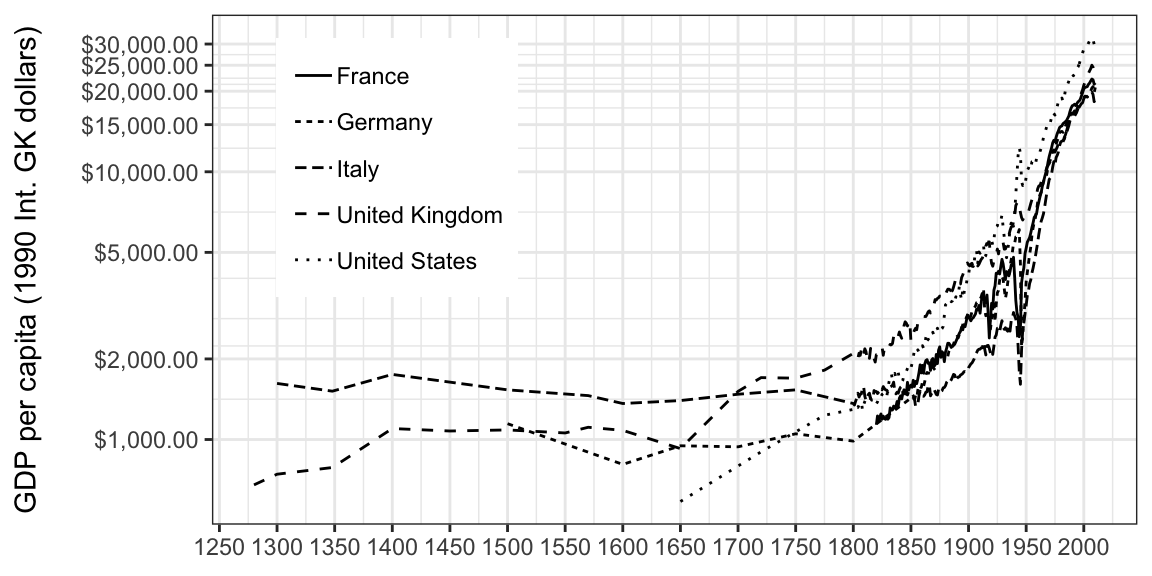 GDP per capita (1990 Int. GK dollars)
$30,000.00
$25,000.00
$20,000.00
$15,000.00
$10,000.00
$5,000.00
$2,000.00
$1,000.00
France
Germany
Italy
United Kingdom
United States
1250 1300 1350 1400 1450 1500 1550 1600 1650 1700 1750 1800 1850 1900 1950 2000